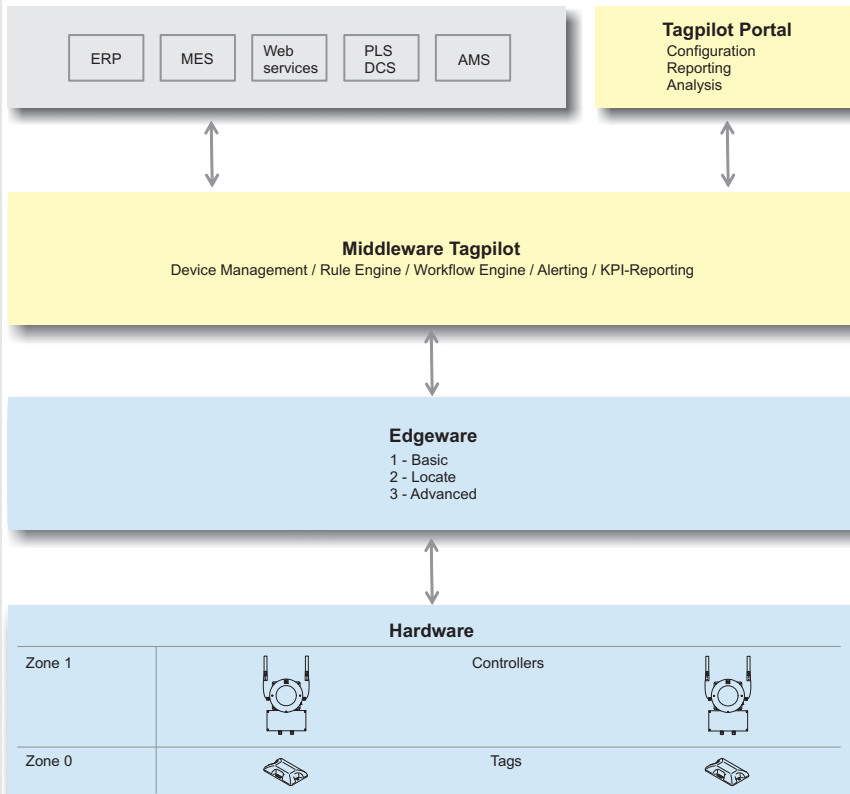 ERP
MES
Web
services
PLS
DCS
AMS
Tagpilot Portal
Configuration
Reporting
Analysis
Middleware Tagpilot
Device Management / Rule Engine / Workflow Engine / Alerting / KPI-Reporting
Edgeware
1 - Basic
2 - Locate
3 - Advanced
Hardware
Zone 1
Controllers
Zone 0
Tags